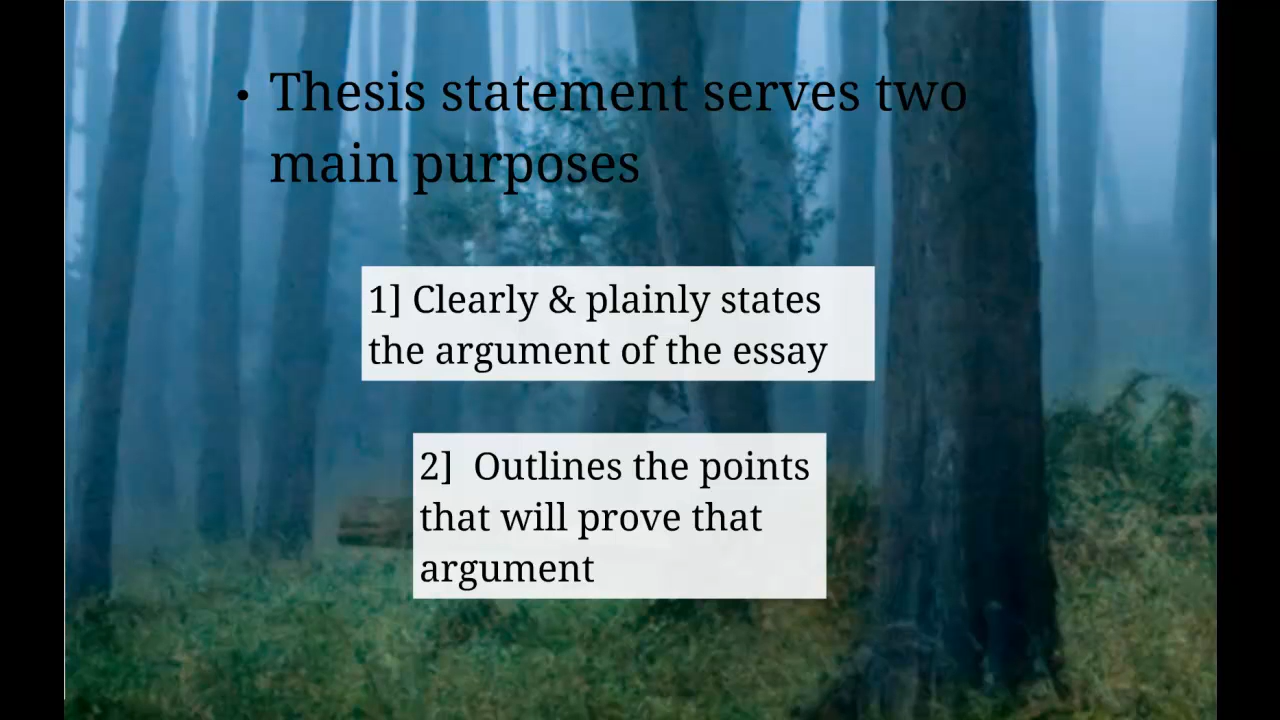 • Thesis statement serves two
main purposes
1] Clearly & plainly states
the argument of the essay
2]  Outlines the points
that will prove that
argument